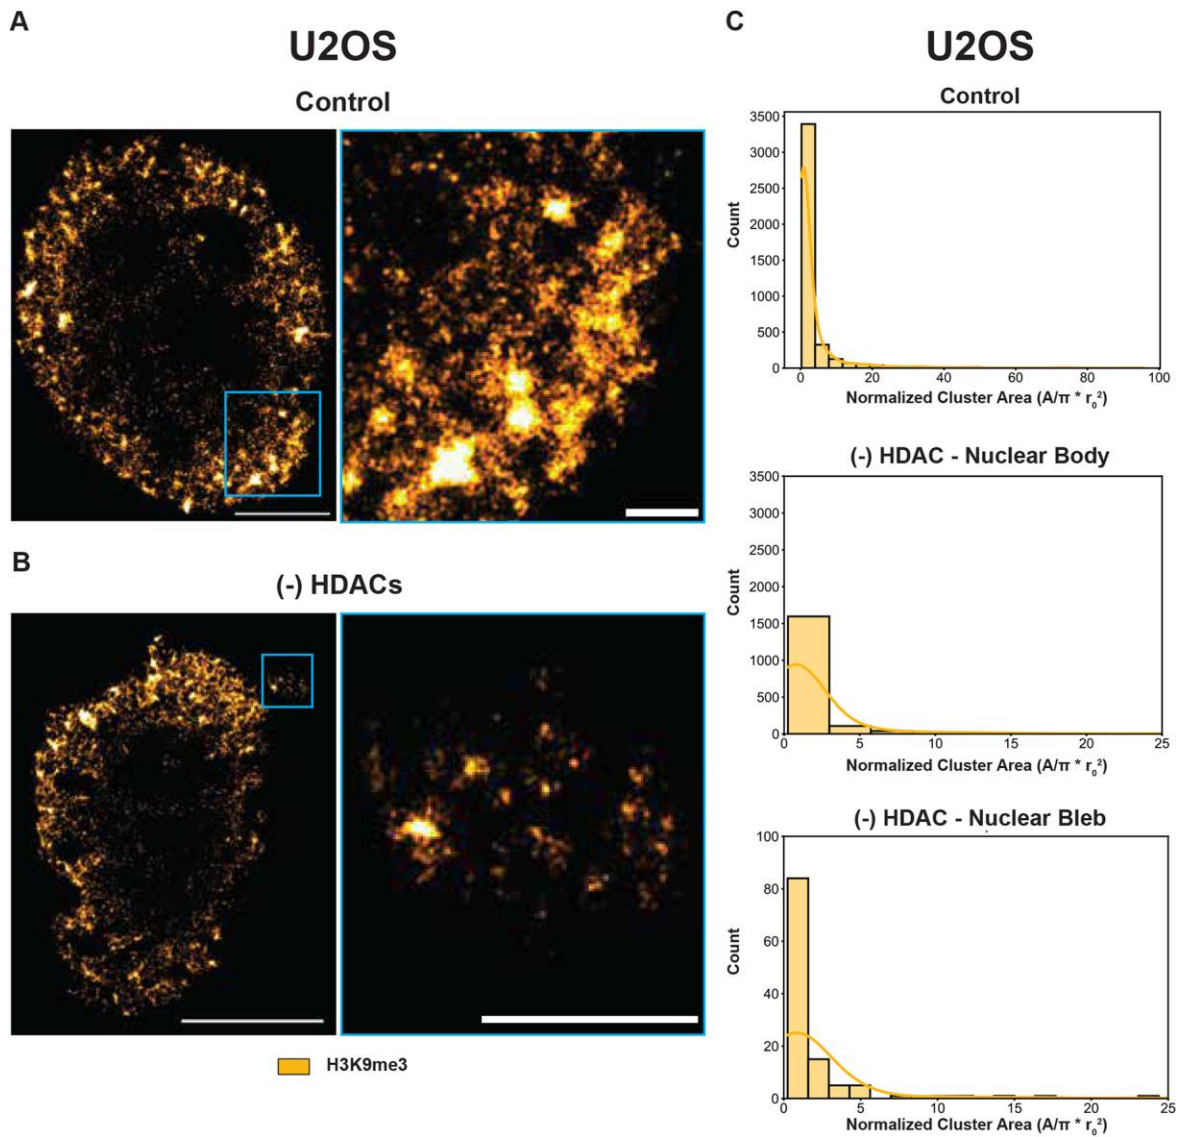 A
U2OS
Control
B
(-) HDACs
H3K9me3
C
U2OS
Control
3500
3000
2500
2000
1500
1000
500
0
Count
0 20 40 60 80 100
Normalized Cluster Area (A/π * r₀²)
(-) HDAC - Nuclear Body
3500
3000
2500
2000
1500
1000
500
0
Count
0 5 10 15 20 25
Normalized Cluster Area (A/π * r₀²)
(-) HDAC - Nuclear Bleb
100
80
60
40
20
0
Count
0 5 10 15 20 25
Normalized Cluster Area (A/π * r₀²)